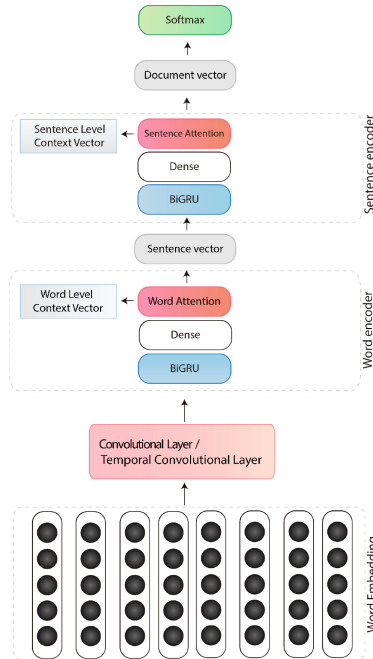 Softmax
Document vector
Sentence Level
Context Vector
Sentence Attention
Dense
BiGRU
Sentence encoder
Sentence vector
Word Level
Context Vector
Word Attention
Dense
BiGRU
Word encoder
Convolutional Layer /
Temporal Convolutional Layer
Word Embedding